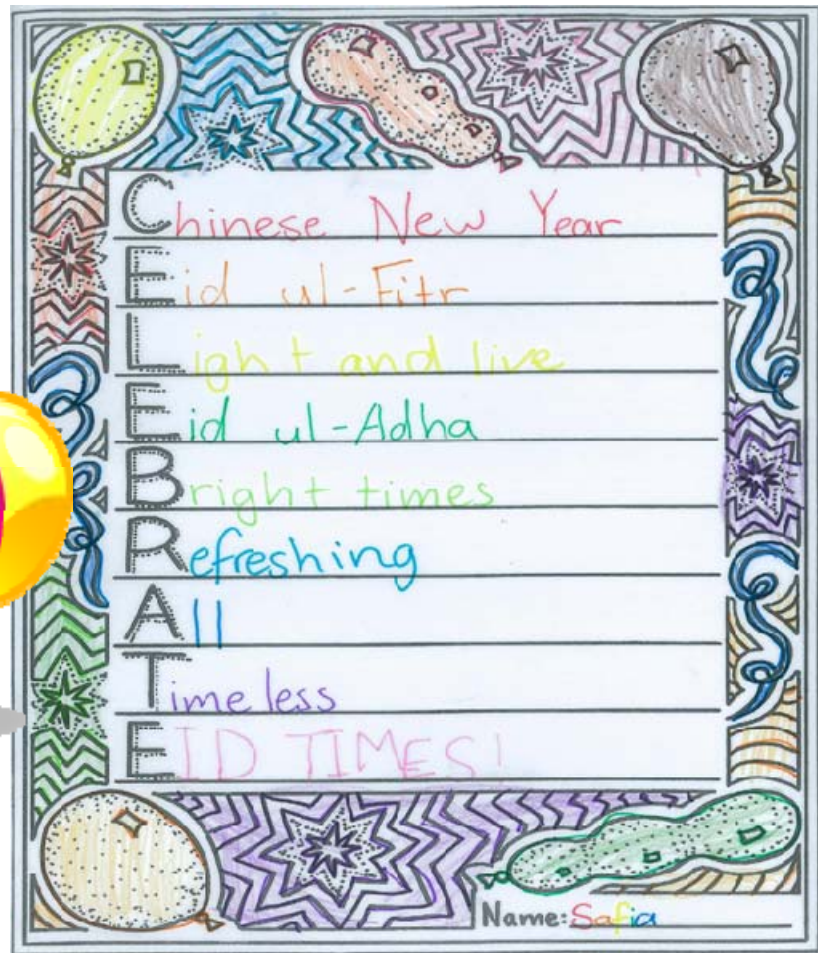 Chinese New Year
Eid ul-Fitr
Light and live
Eid ul-Adha
Bright times
Refreshing
All
Timeless
EID TIMES!
Name: Safia